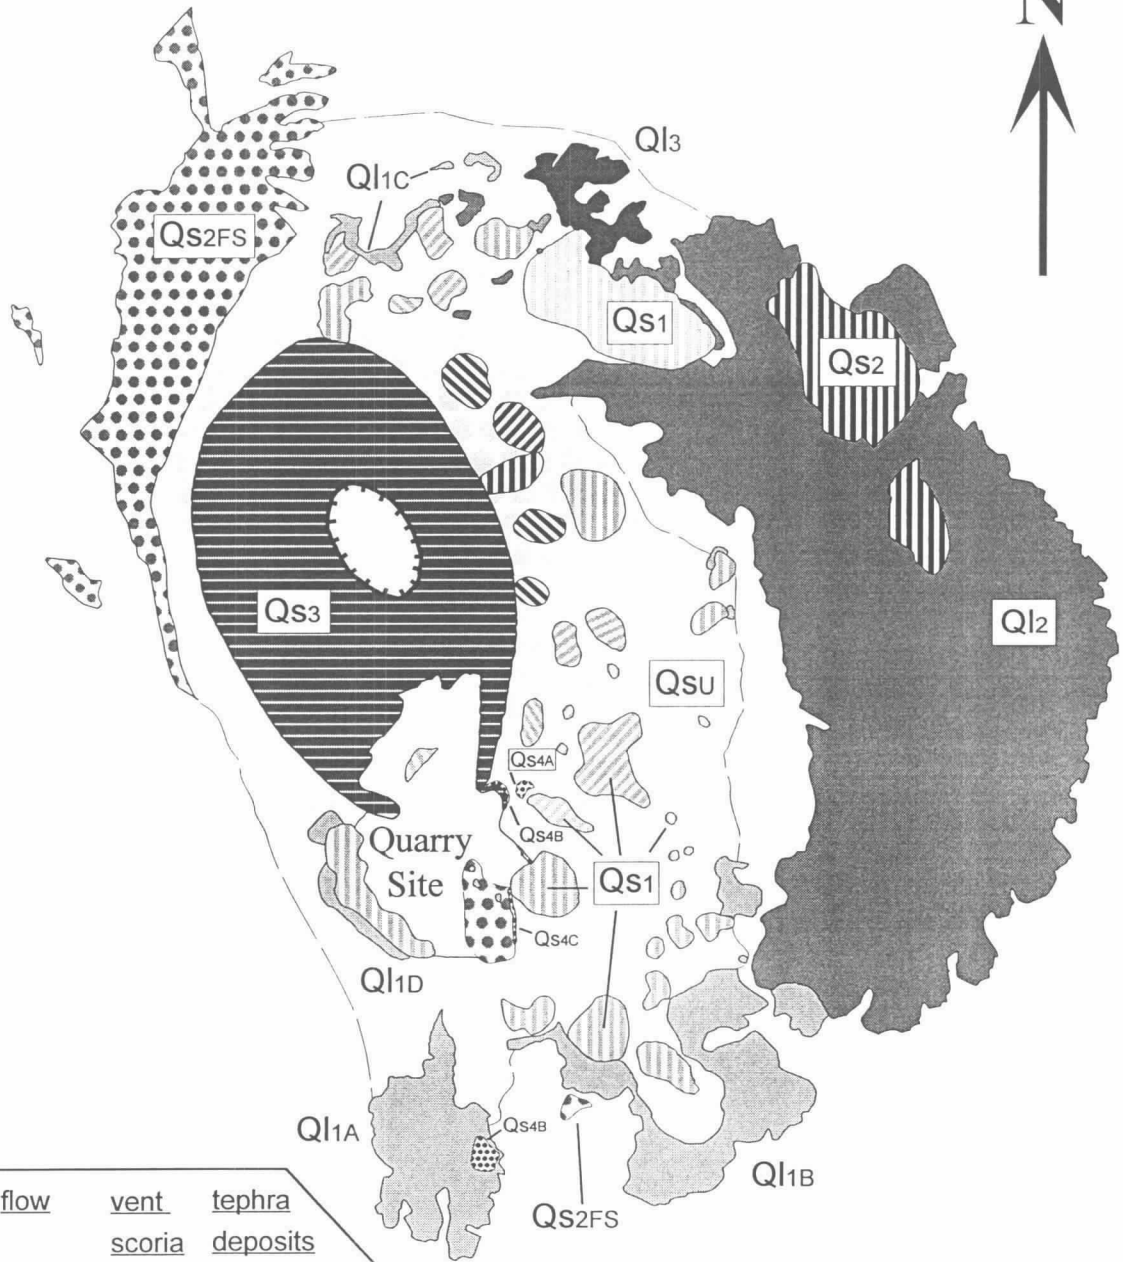 N
Ql3
Ql1C
Qs2FS
Qs1
Qs2
Qs3
Ql2
QsU
Qs4A
Qs4B
Quarry
Site
Qs1
Qs4C
Ql1D
Ql1A
Qs4B
Ql1B
Qs2FS
flow vent tephra
scoria deposits